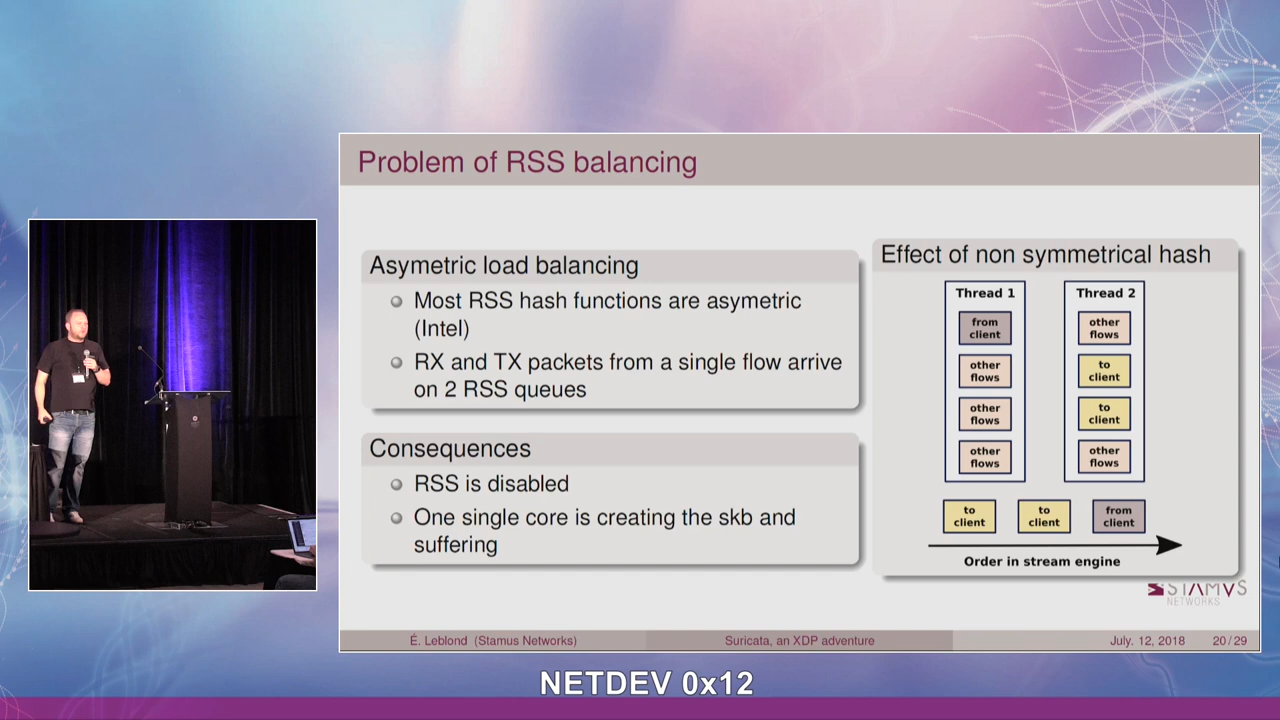 Problem of RSS balancing
Asymetric load balancing
Most RSS hash functions are asymetric
(Intel)
RX and TX packets from a single flow arrive
on 2 RSS queues
Consequences
RSS is disabled
One single core is creating the skb and
suffering
Effect of non symmetrical hash
Thread 1
from
client
other
flows
other
flows
other
flows
Thread 2
other
flows
to
client
to
client
other
flows
to
client
to
client
from
client
Order in stream engine
STAMVS
NETWORKS
É. Leblond (Stamus Networks)
Suricata, an XDP adventure
July. 12, 2018
20/29
NETDEV 0x12